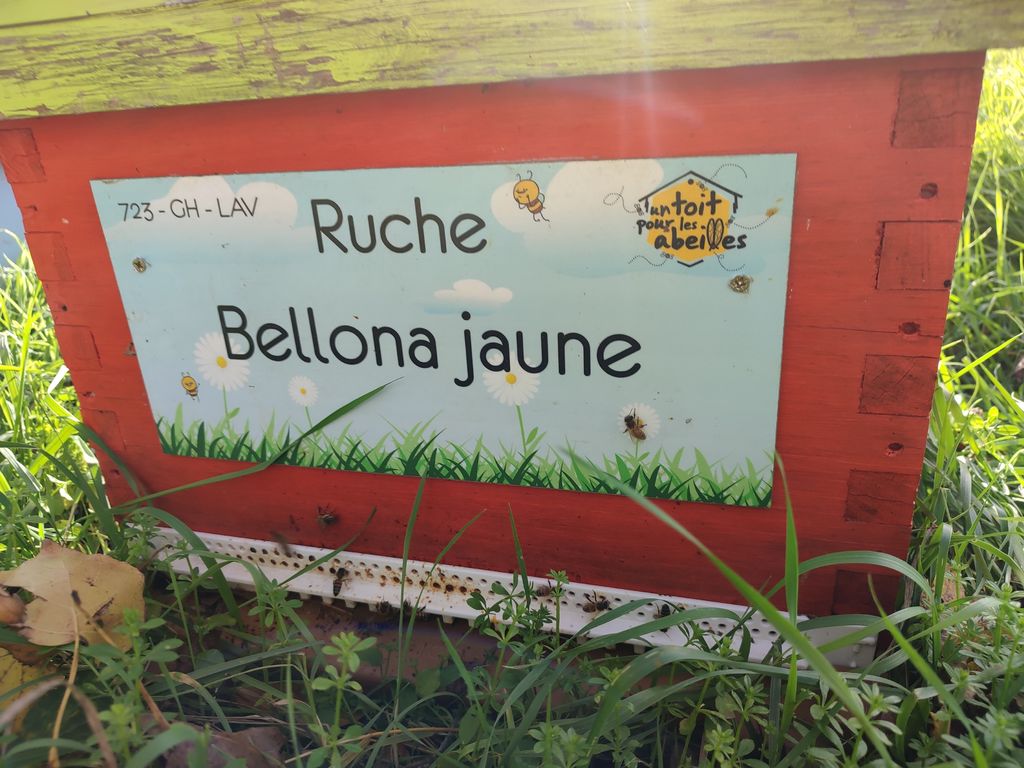 723 - GH - LAV
Ruche
un toit
pour les
abeilles
Bellona jaune